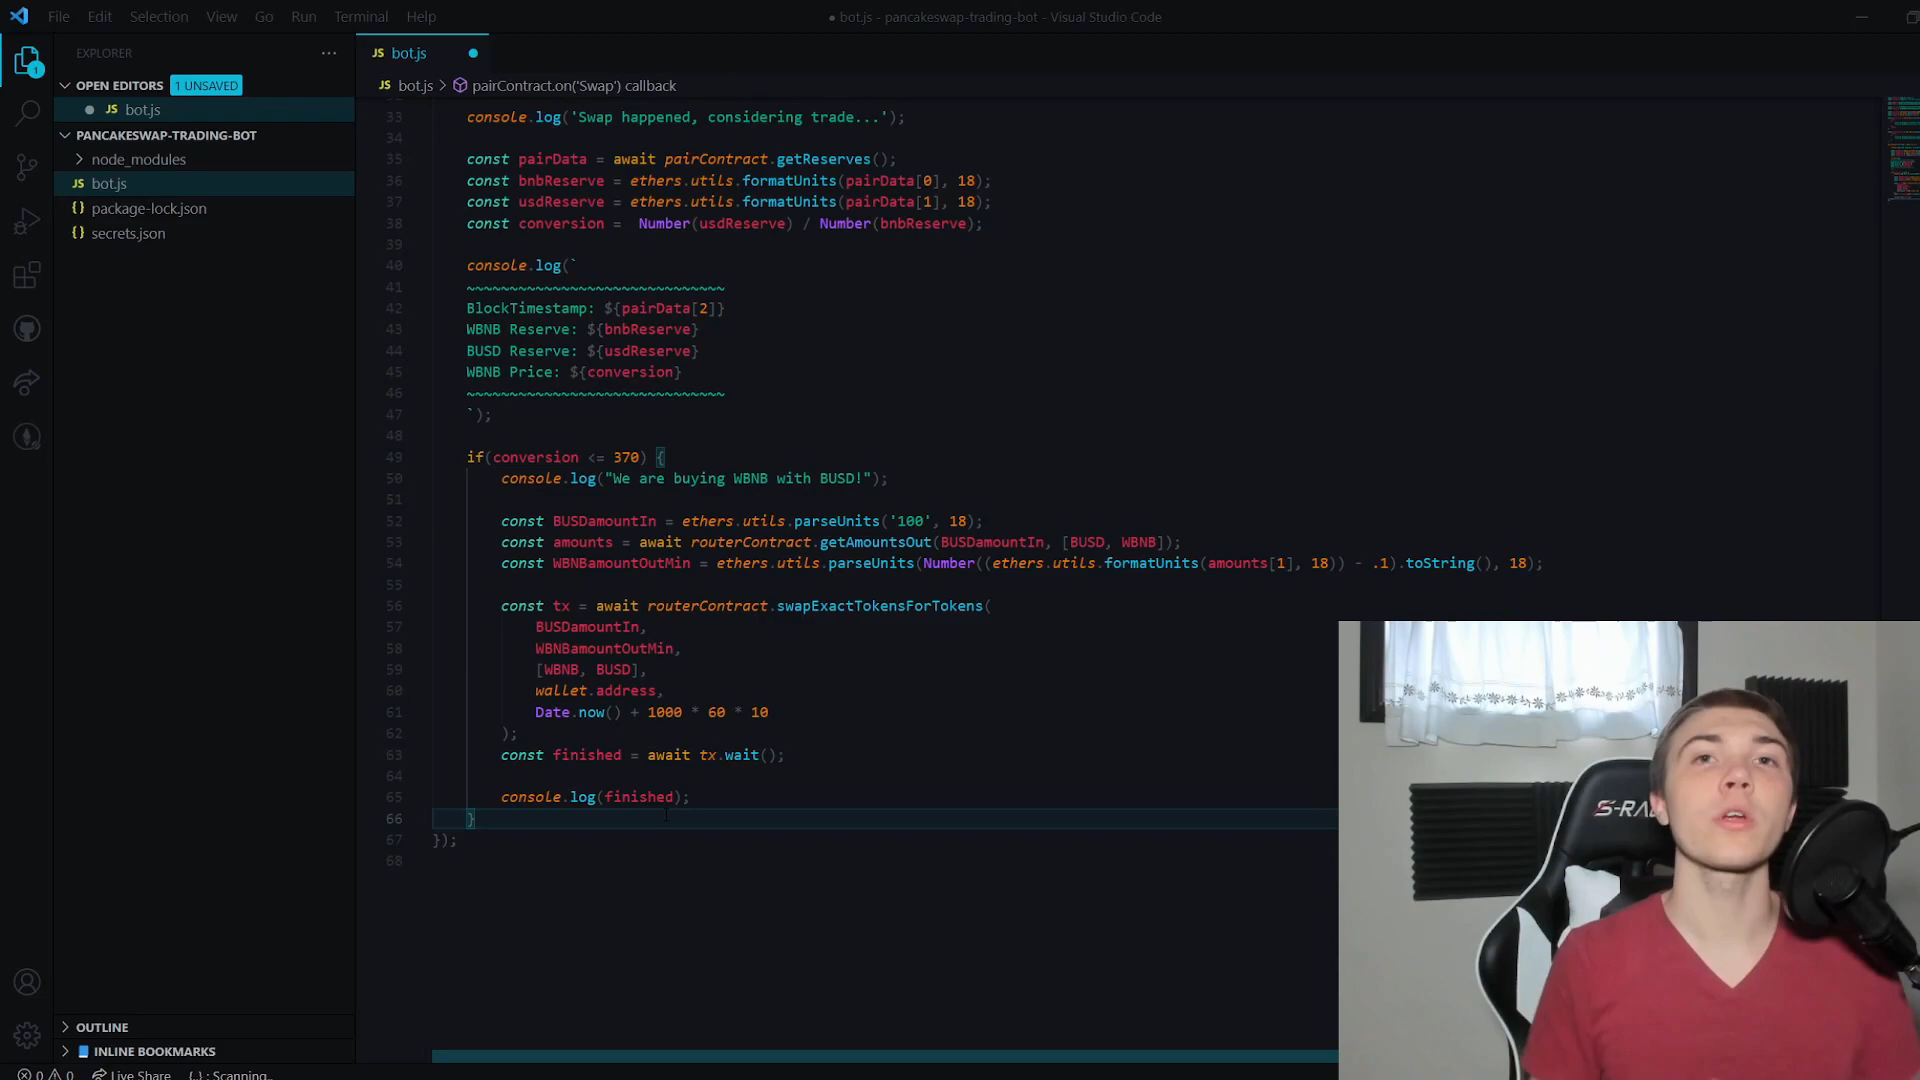 File Edit Selection View Go Run Terminal Help
● bot.js - pancakeswap-trading-bot - Visual Studio Code
EXPLORER
1
OPEN EDITORS 1 UNSAVED
JS bot.js
PANCAKESWAP-TRADING-BOT
node_modules
JS bot.js
{} package-lock.json
{} secrets.json
OUTLINE
INLINE BOOKMARKS
0 0 Live Share {..} : Scanning..
JS bot.js
JS bot.js > pairContract.on('Swap') callback
33 console.log('Swap happened, considering trade...');
34
35 const pairData = await pairContract.getReserves();
36 const bnbReserve = ethers.utils.formatUnits(pairData[0], 18);
37 const usdReserve = ethers.utils.formatUnits(pairData[1], 18);
38 const conversion =  Number(usdReserve) / Number(bnbReserve);
39
40 console.log(`
41 ~~~~~~~~~~~~~~~~~~~~~~~~~~~~~~
42 BlockTimestamp: ${pairData[2]}
43 WBNB Reserve: ${bnbReserve}
44 BUSD Reserve: ${usdReserve}
45 WBNB Price: ${conversion}
46 ~~~~~~~~~~~~~~~~~~~~~~~~~~~~~~
47 `);
48
49 if(conversion <= 370) {
50 console.log("We are buying WBNB with BUSD!");
51
52 const BUSDamountIn = ethers.utils.parseUnits('100', 18);
53 const amounts = await routerContract.getAmountsOut(BUSDamountIn, [BUSD, WBNB]);
54 const WBNBamountOutMin = ethers.utils.parseUnits(Number((ethers.utils.formatUnits(amounts[1], 18)) - .1).toString(), 18);
55
56 const tx = await routerContract.swapExactTokensForTokens(
57 BUSDamountIn,
58 WBNBamountOutMin,
59 [WBNB, BUSD],
60 wallet.address,
61 Date.now() + 1000 * 60 * 10
62 );
63 const finished = await tx.wait();
64
65 console.log(finished);
66 }
67 });
68